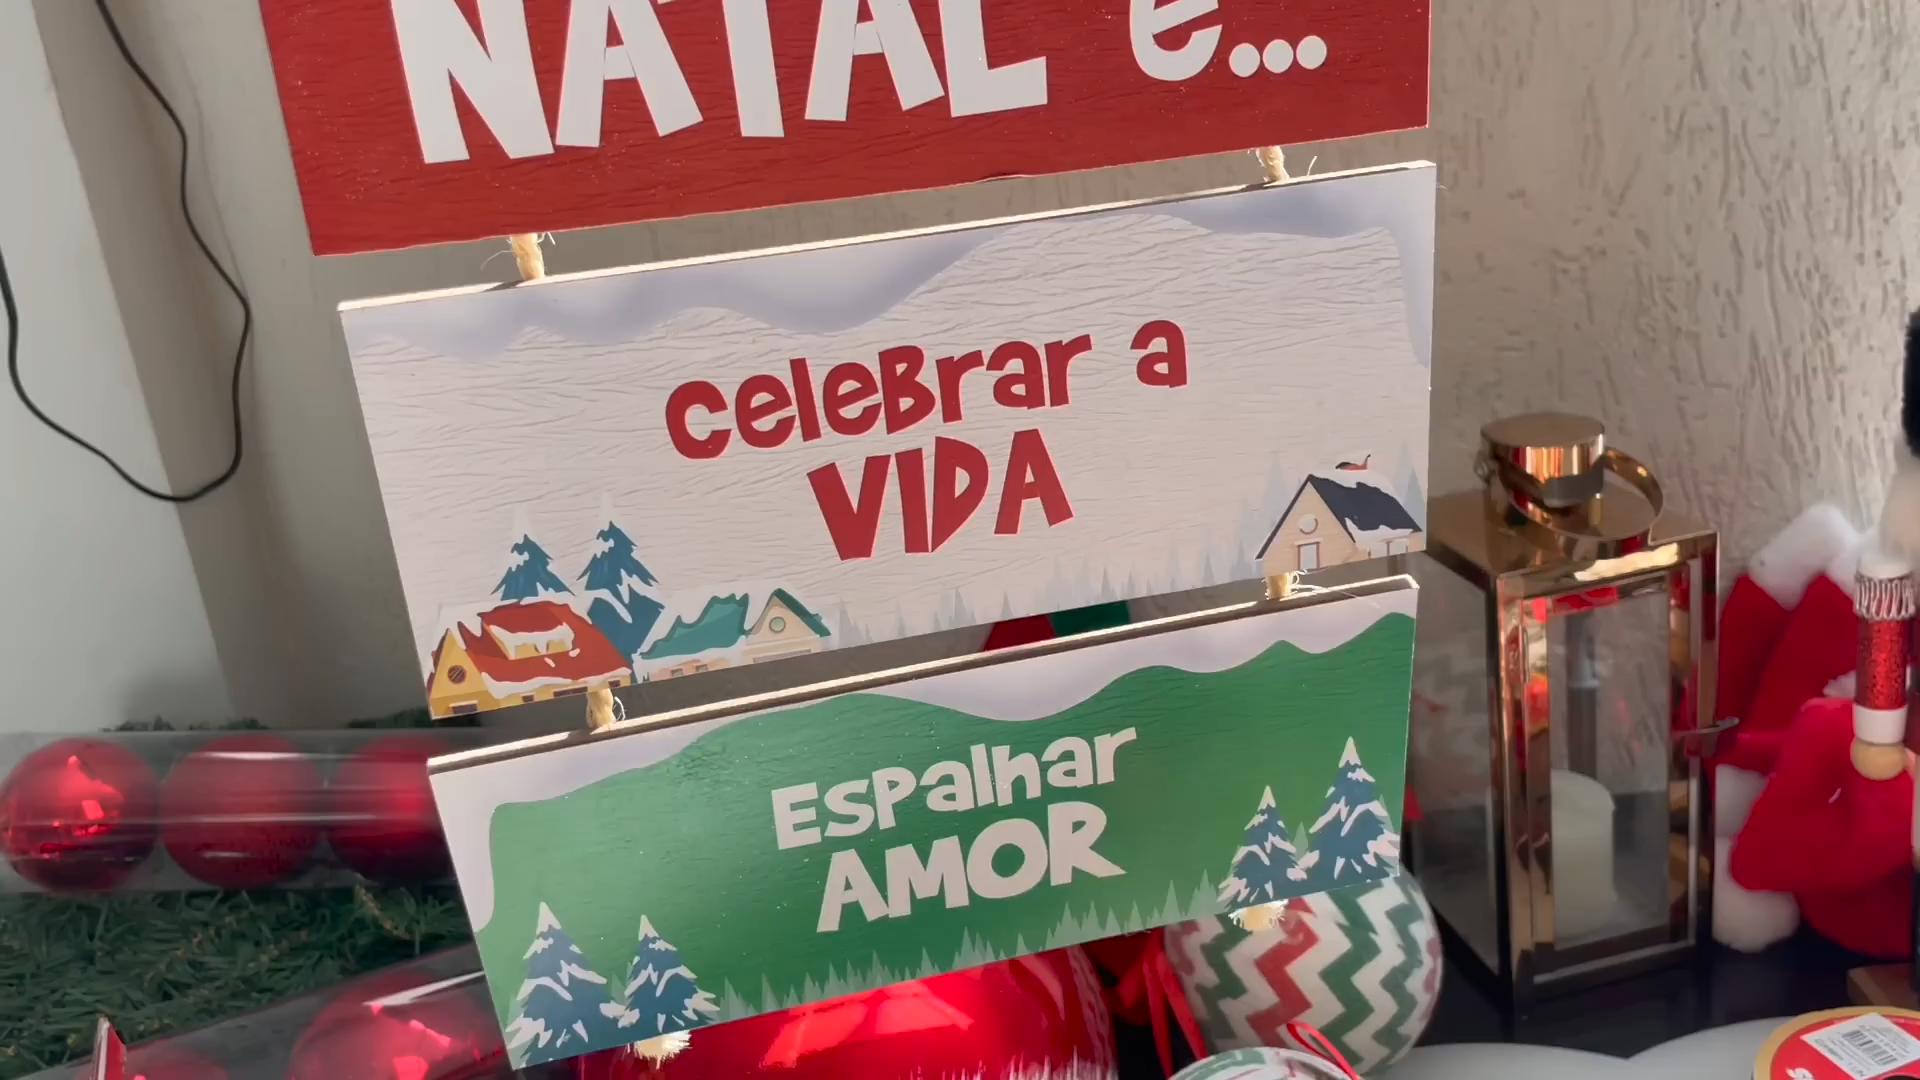 NATAL é...
celeBrar a
VIDA
ESPalhar
AMOR